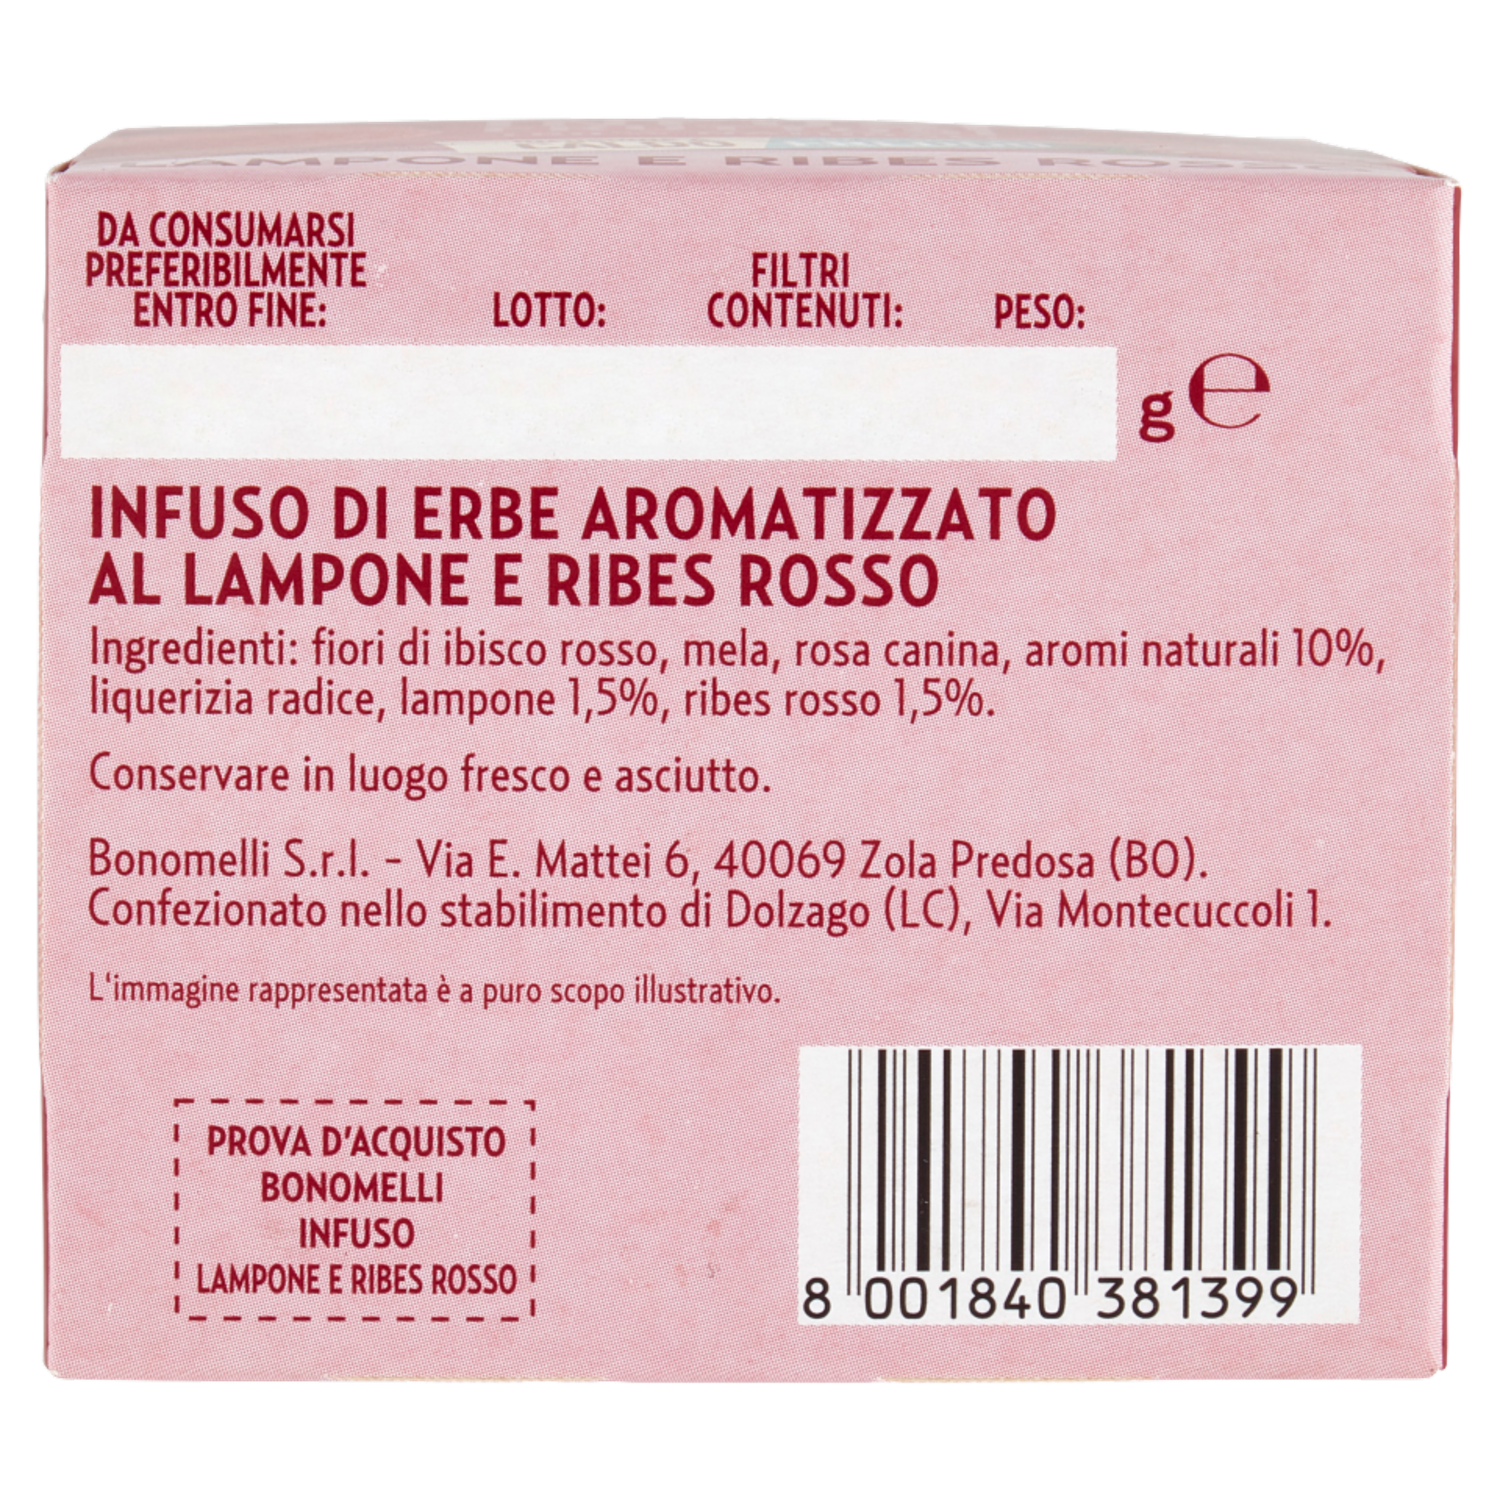 LAMPONE E RIBES ROSSO
DA CONSUMARSI
PREFERIBILMENTE
ENTRO FINE:
LOTTO:
FILTRI
CONTENUTI:
PESO:
g e
INFUSO DI ERBE AROMATIZZATO
AL LAMPONE E RIBES ROSSO
Ingredienti: fiori di ibisco rosso, mela, rosa canina, aromi naturali 10%,
liquerizia radice, lampone 1,5%, ribes rosso 1,5%.
Conservare in luogo fresco e asciutto.
Bonomelli S.r.l. - Via E. Mattei 6, 40069 Zola Predosa (BO).
Confezionato nello stabilimento di Dolzago (LC), Via Montecuccoli 1.
L'immagine rappresentata è a puro scopo illustrativo.
PROVA D'ACQUISTO
BONOMELLI
INFUSO
LAMPONE E RIBES ROSSO
8 001840 381399